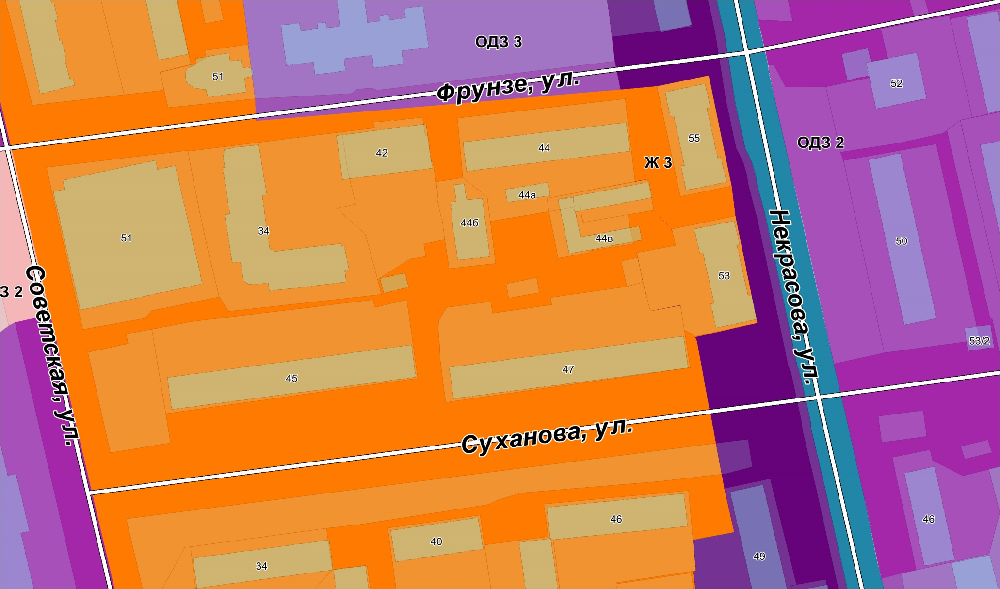 ОДЗ 3
51
Фрунзе, ул.
52
55
ОДЗ 2
44
42
Ж 3
44а
44б
34
51
44в
50
53
З 2
Советская, ул.
Некрасова, ул.
53/2
47
45
Суханова, ул.
46
46
40
49
34